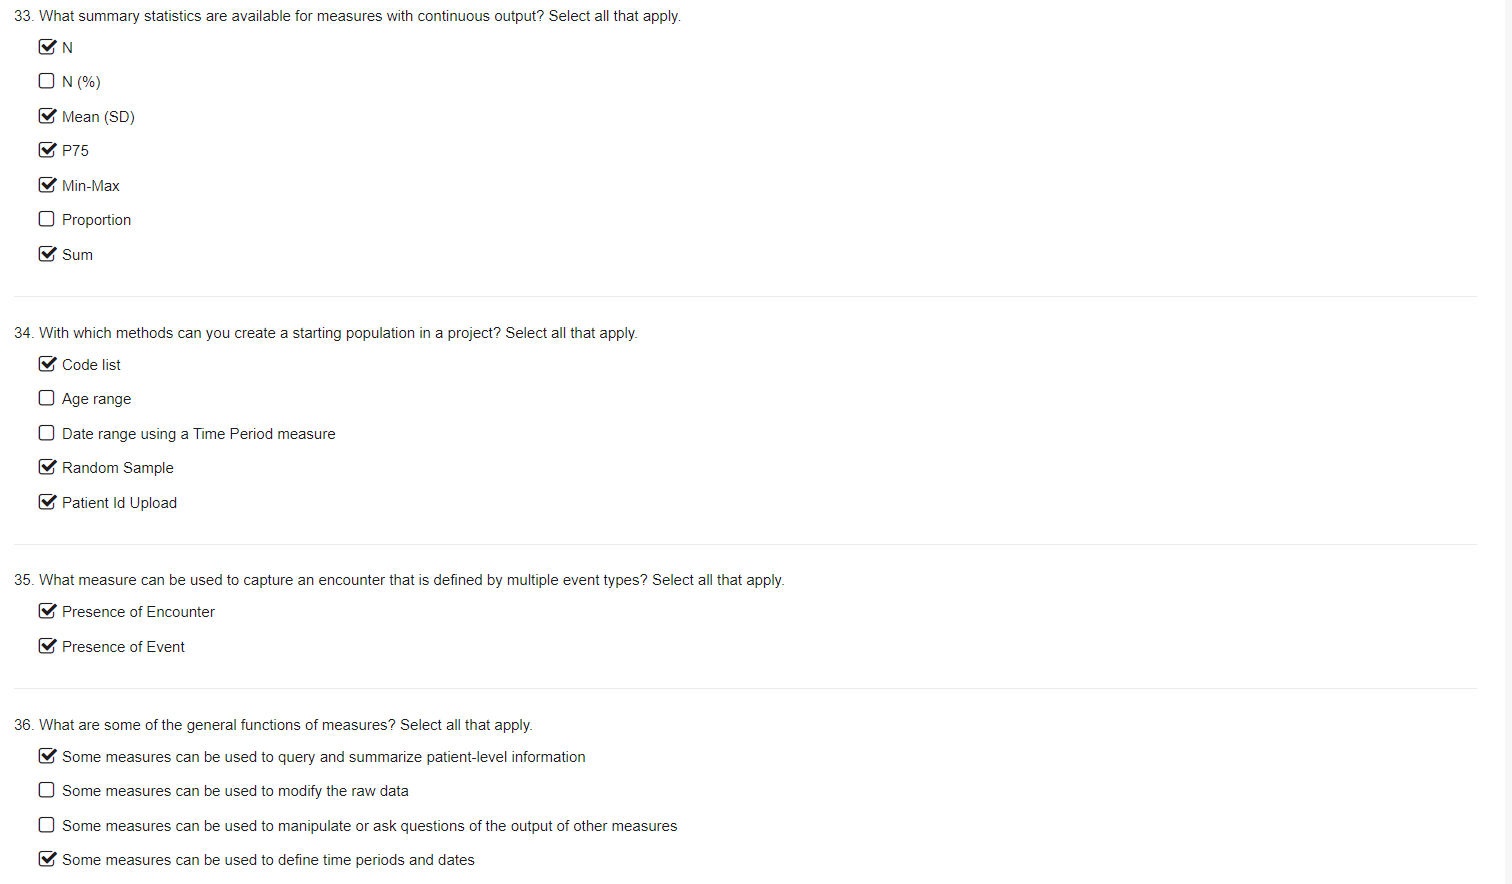 33. What summary statistics are available for measures with continuous output? Select all that apply.
N
N (%)
Mean (SD)
P75
Min-Max
Proportion
Sum
34. With which methods can you create a starting population in a project? Select all that apply.
Code list
Age range
Date range using a Time Period measure
Random Sample
Patient Id Upload
35. What measure can be used to capture an encounter that is defined by multiple event types? Select all that apply.
Presence of Encounter
Presence of Event
36. What are some of the general functions of measures? Select all that apply.
Some measures can be used to query and summarize patient-level information
Some measures can be used to modify the raw data
Some measures can be used to manipulate or ask questions of the output of other measures
Some measures can be used to define time periods and dates